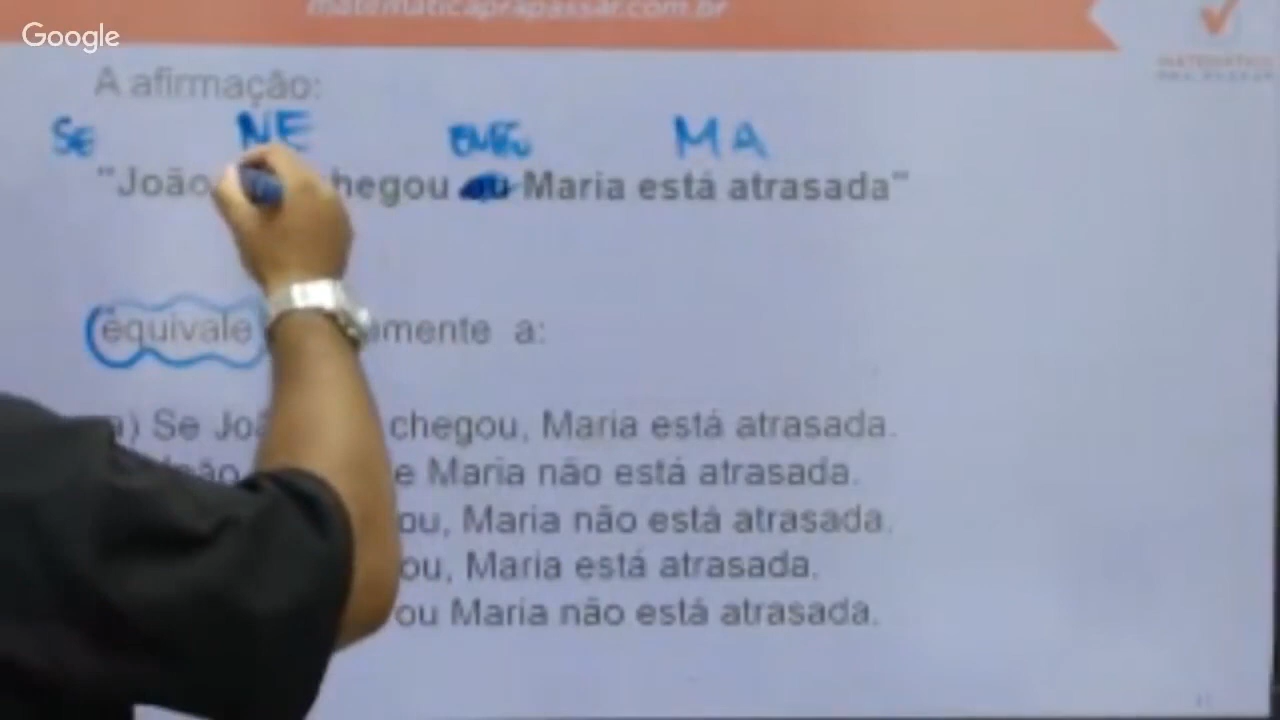 matematicaprapassar.com.br
Google
A afirmação:
SE NE ENTÃO MA
"João hegou ou Maria está atrasada"
equivale mente a:
a) Se Joã chegou, Maria está atrasada.
e Maria não está atrasada.
ou, Maria não está atrasada.
ou, Maria está atrasada.
ou Maria não está atrasada.